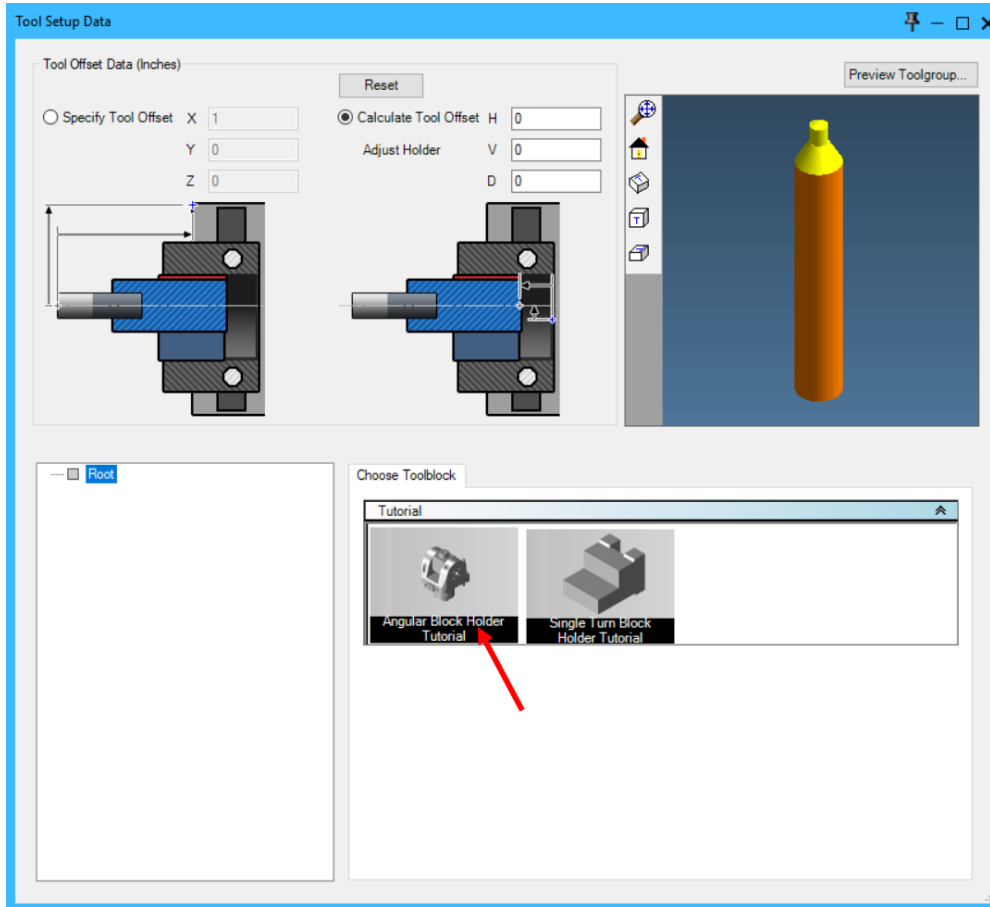 Tool Setup Data
Tool Offset Data (Inches)
Reset
Preview Toolgroup...
Specify Tool Offset X 1
Calculate Tool Offset H 0
Y 0
Adjust Holder V 0
Z 0
D 0
T
Root
Choose Toolblock
Tutorial
Angular Block Holder
Tutorial
Single Turn Block
Holder Tutorial